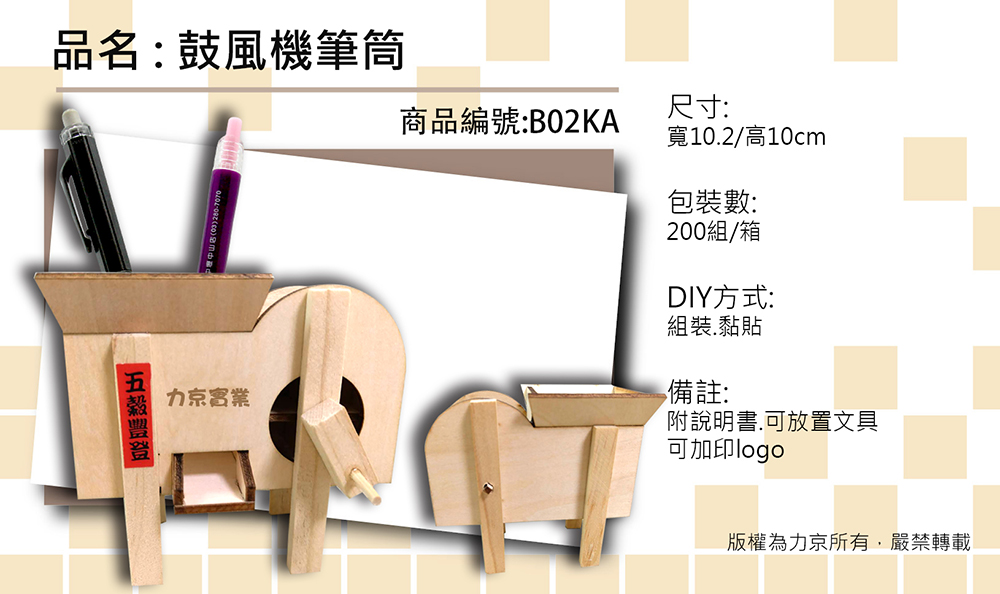 品名 : 鼓風機筆筒
商品編號:B02KA
尺寸:
寬10.2/高10cm
包裝數:
200組/箱
DIY方式:
組裝.黏貼
備註:
附說明書.可放置文具
可加印logo
(03)280-7070
五穀豐登
力京實業
版權為力京所有，嚴禁轉載